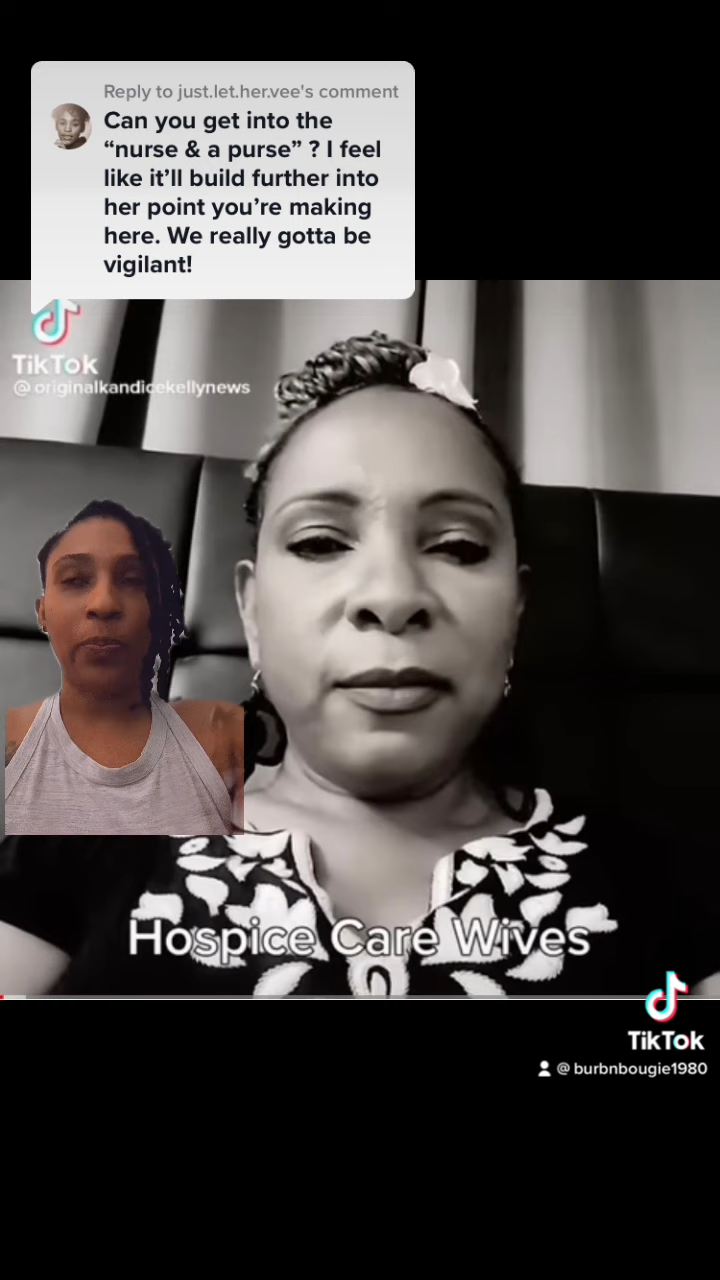 Reply to just.let.her.vee's comment
Can you get into the
“nurse & a purse” ? I feel
like it’ll build further into
her point you’re making
here. We really gotta be
vigilant!
TikTok
@originalkandicekellynews
Hospice Care Wives
TikTok
@ burbnbougie1980